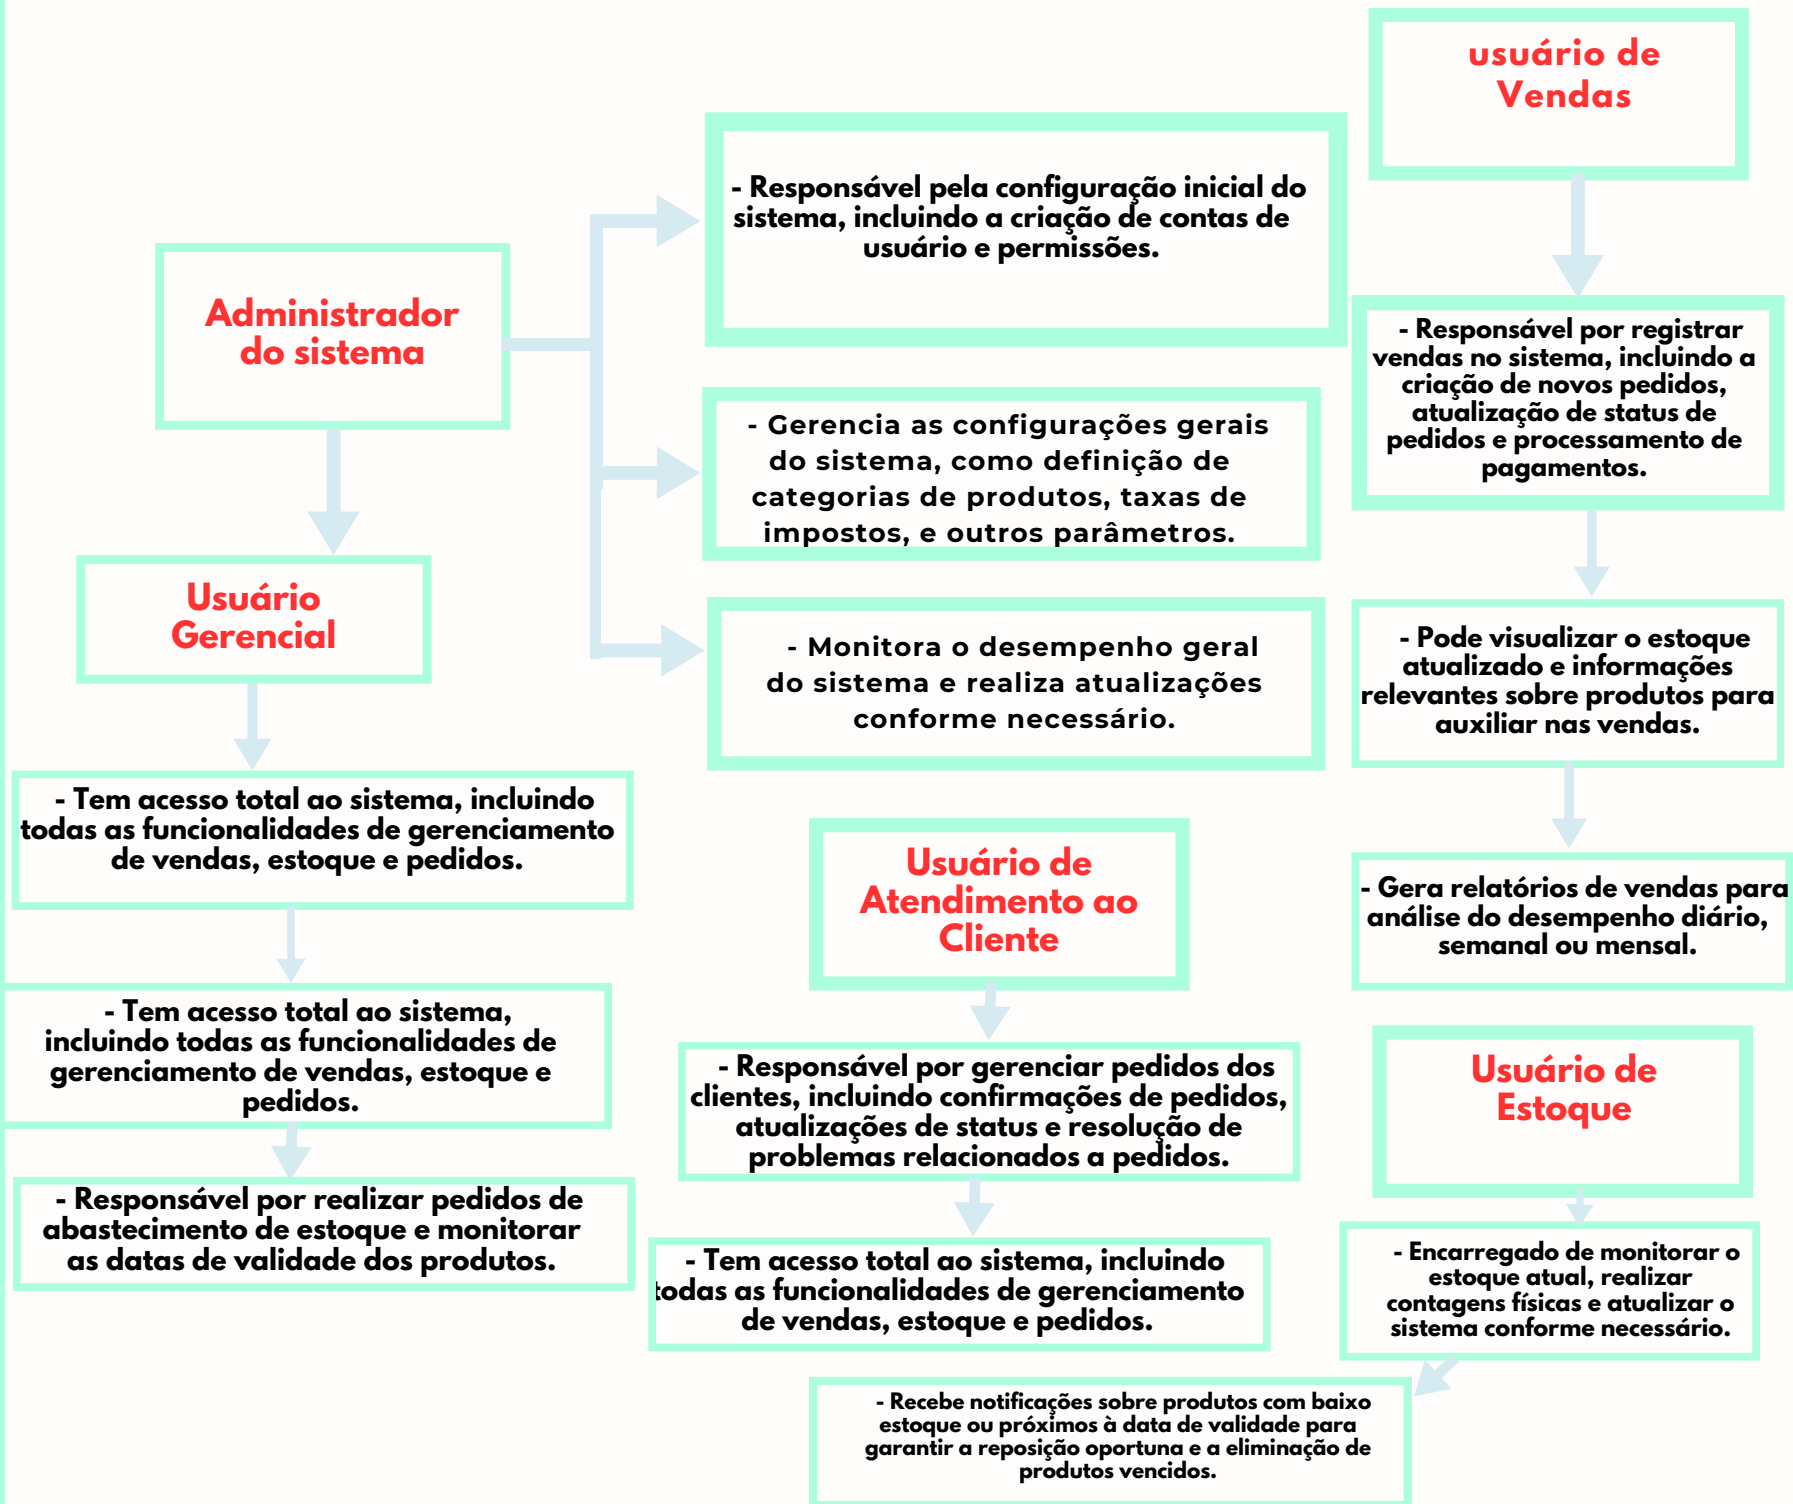 Administrador
do sistema
- Responsável pela configuração inicial do
sistema, incluindo a criação de contas de
usuário e permissões.
- Gerencia as configurações gerais
do sistema, como definição de
categorias de produtos, taxas de
impostos, e outros parâmetros.
- Monitora o desempenho geral
do sistema e realiza atualizações
conforme necessário.
Usuário
Gerencial
- Tem acesso total ao sistema, incluindo
todas as funcionalidades de gerenciamento
de vendas, estoque e pedidos.
- Tem acesso total ao sistema,
incluindo todas as funcionalidades de
gerenciamento de vendas, estoque e
pedidos.
- Responsável por realizar pedidos de
abastecimento de estoque e monitorar
as datas de validade dos produtos.
Usuário de
Atendimento ao
Cliente
- Responsável por gerenciar pedidos dos
clientes, incluindo confirmações de pedidos,
atualizações de status e resolução de
problemas relacionados a pedidos.
- Tem acesso total ao sistema, incluindo
todas as funcionalidades de gerenciamento
de vendas, estoque e pedidos.
usuário de
Vendas
- Responsável por registrar
vendas no sistema, incluindo a
criação de novos pedidos,
atualização de status de
pedidos e processamento de
pagamentos.
- Pode visualizar o estoque
atualizado e informações
relevantes sobre produtos para
auxiliar nas vendas.
- Gera relatórios de vendas para
análise do desempenho diário,
semanal ou mensal.
Usuário de
Estoque
- Encarregado de monitorar o
estoque atual, realizar
contagens físicas e atualizar o
sistema conforme necessário.
- Recebe notificações sobre produtos com baixo
estoque ou próximos à data de validade para
garantir a reposição oportuna e a eliminação de
produtos vencidos.